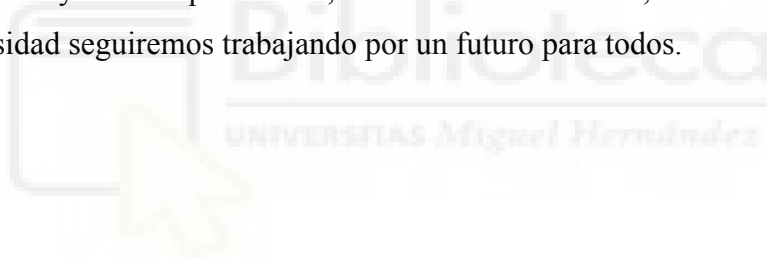 sidad seguiremos trabajando por un futuro para todos.
Biblioteca
UNIVERSITAS Miguel Hernández